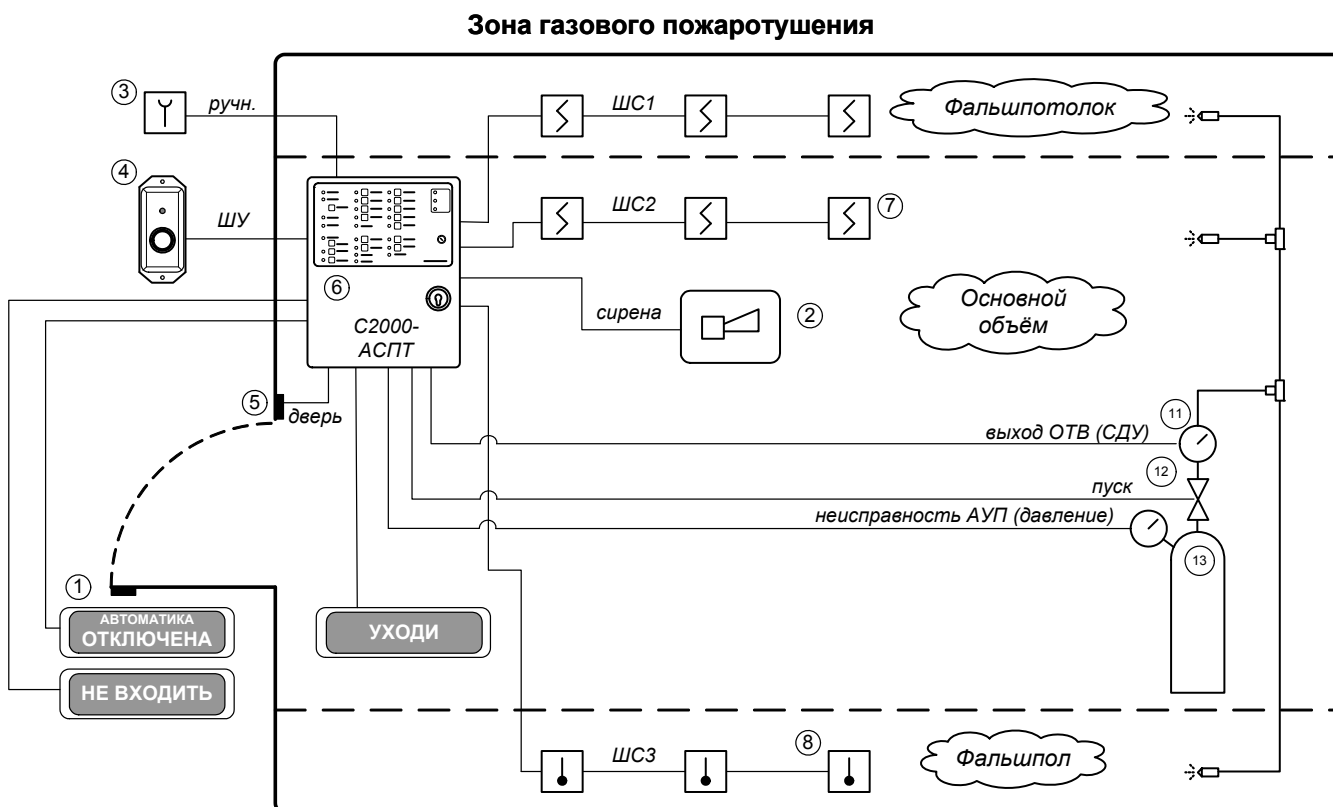 Зона газового пожаротушения
3
ручн.
ШС1
Фальшпотолок
4
ШУ
ШС2
7
6
С2000-
АСПТ
сирена
2
Основной
объём
5
дверь
11
выход ОТВ (СДУ)
12
пуск
неисправность АУП (давление)
13
1
АВТОМАТИКА
ОТКЛЮЧЕНА
УХОДИ
НЕ ВХОДИТЬ
ШС3
8
Фальшпол